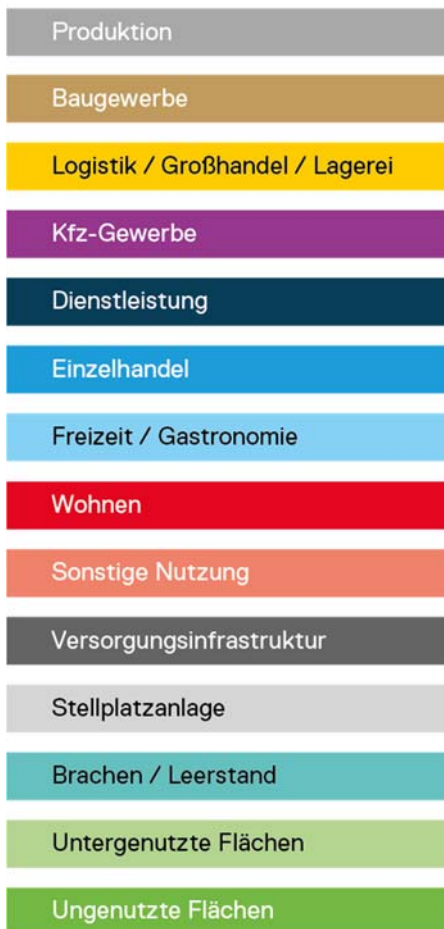 Produktion
Baugewerbe
Logistik / Großhandel / Lagerei
Kfz-Gewerbe
Dienstleistung
Einzelhandel
Freizeit / Gastronomie
Wohnen
Sonstige Nutzung
Versorgungsinfrastruktur
Stellplatzanlage
Brachen / Leerstand
Untergenutzte Flächen
Ungenutzte Flächen